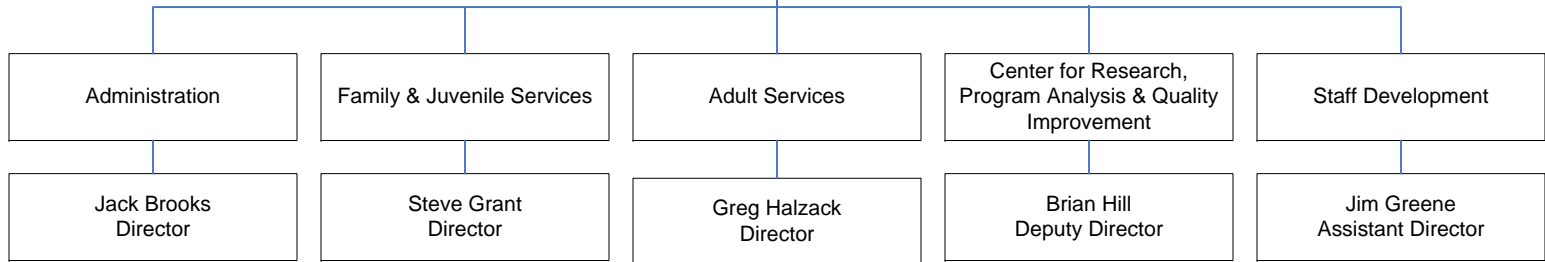 Administration
Family & Juvenile Services
Adult Services
Center for Research,
Program Analysis & Quality
Improvement
Staff Development
Jack Brooks
Director
Steve Grant
Director
Greg Halzack
Director
Brian Hill
Deputy Director
Jim Greene
Assistant Director